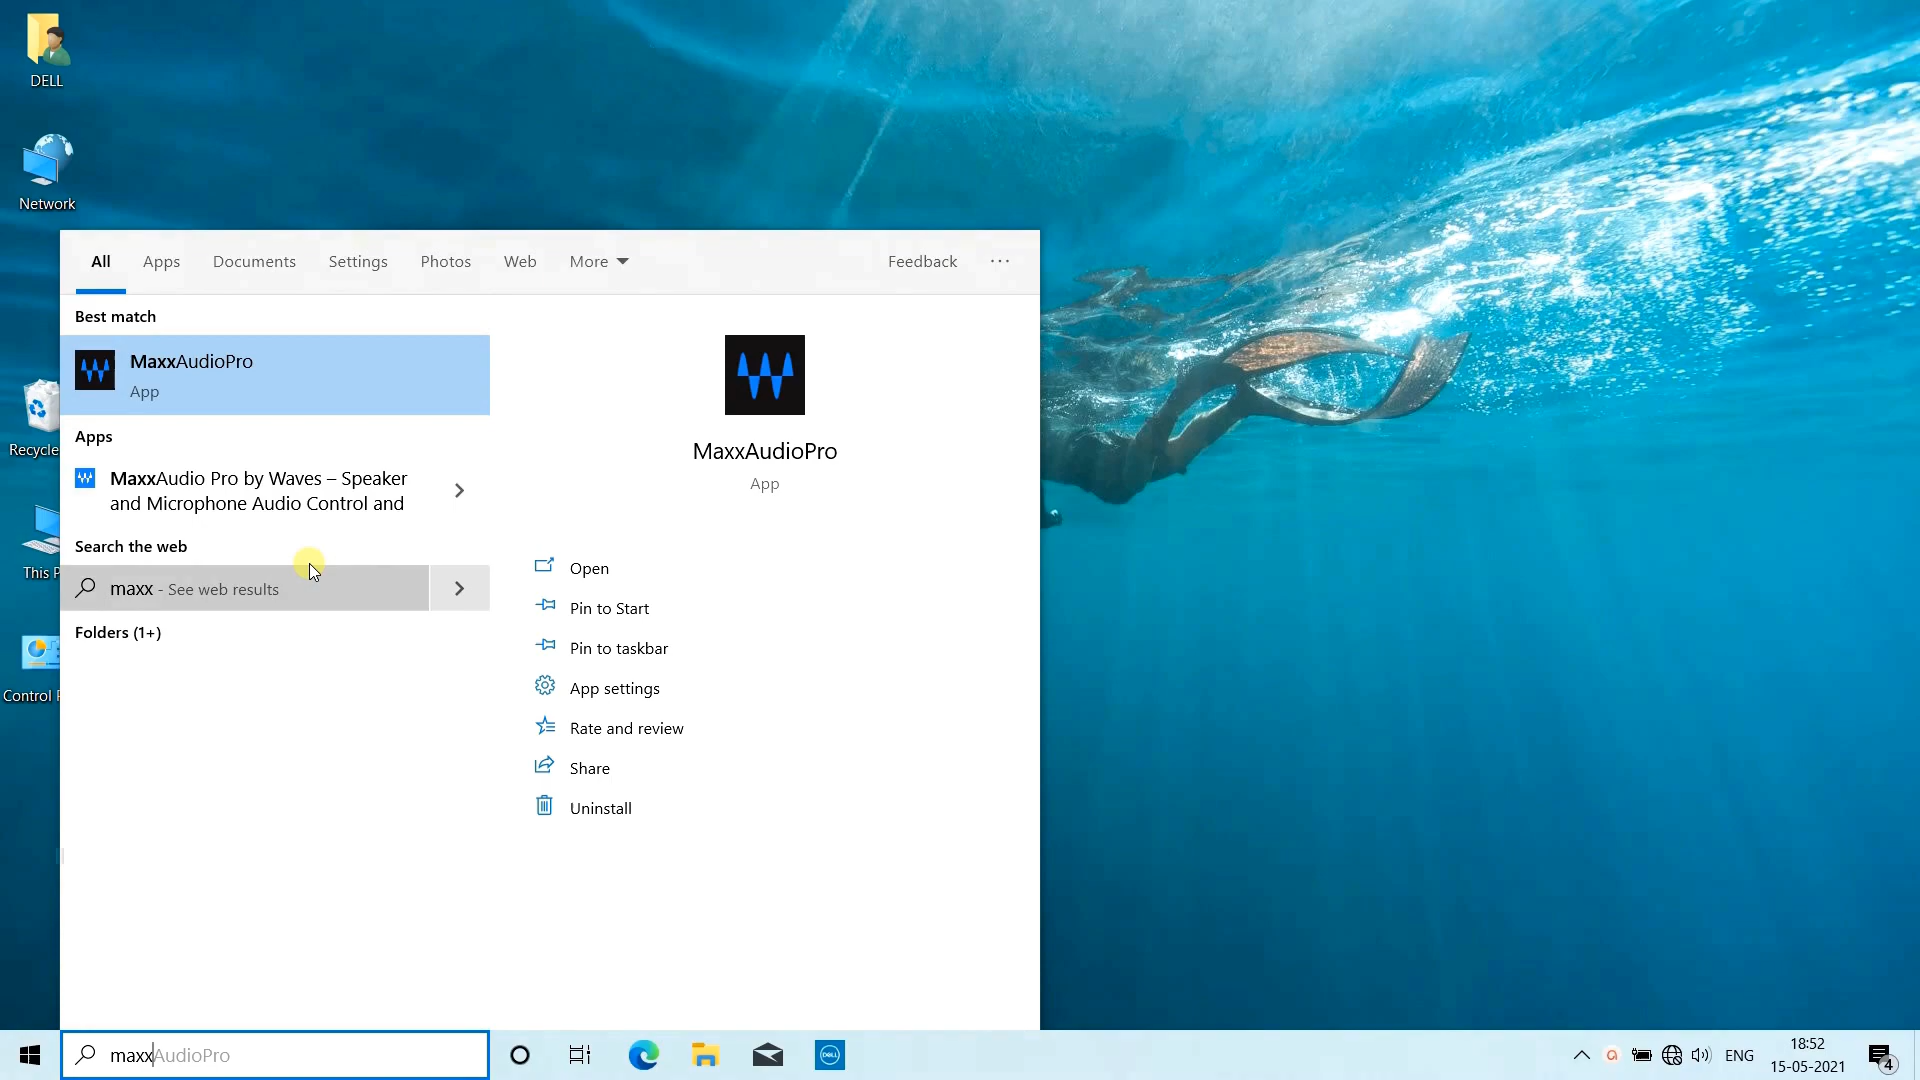 DELL
Network
Recycle
This P
Control P
All
Apps
Documents
Settings
Photos
Web
More
Feedback
Best match
MaxxAudioPro
App
Apps
MaxxAudio Pro by Waves – Speaker
and Microphone Audio Control and
Search the web
maxx - See web results
Folders (1+)
MaxxAudioPro
App
Open
Pin to Start
Pin to taskbar
App settings
Rate and review
Share
Uninstall
maxxAudioPro
DELL
ENG
18:52
15-05-2021
4